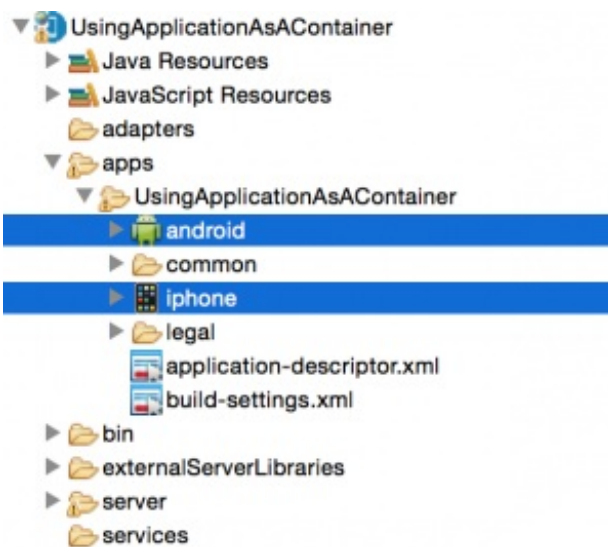 UsingApplicationAsAContainer
Java Resources
JavaScript Resources
adapters
apps
UsingApplicationAsAContainer
android
common
iphone
legal
application-descriptor.xml
build-settings.xml
bin
externalServerLibraries
server
services